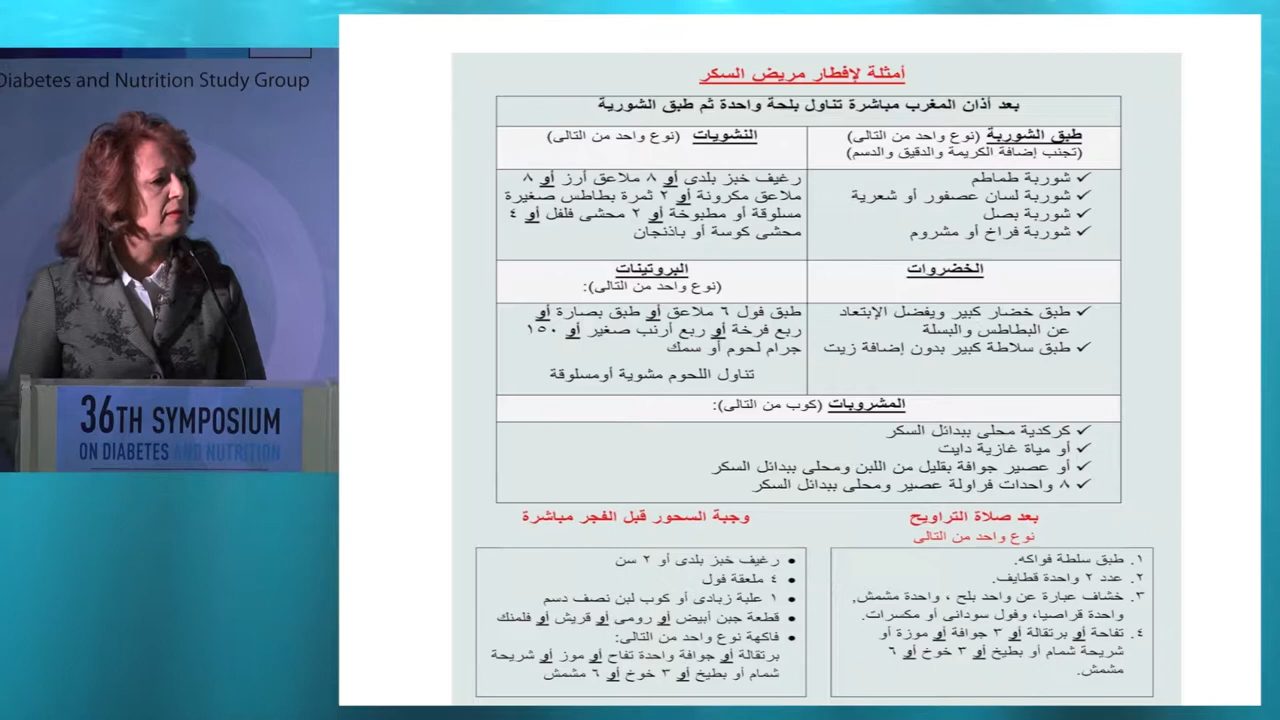 Diabetes and Nutrition Study Group
36TH SYMPOSIUM
ON DIABETES AND NUTRITION
أمثلة لإفطار مريض السكر
بعد أذان المغرب مباشرة تناول بلحة واحدة ثم طبق الشوربة
طبق الشوربة (نوع واحد من التالى)
(تجنب إضافة الكريمة والدقيق والدسم)
✓ شوربة طماطم
✓ شوربة لسان عصفور أو شعرية
✓ شوربة بصل
✓ شوربة فراخ أو مشروم
النشويات (نوع واحد من التالى)
رغيف خبز بلدى أو ٨ ملاعق أرز أو ٨
ملاعق مكرونة أو ٢ ثمرة بطاطس صغيرة
مسلوقة أو مطبوخة أو ٢ محشى فلفل أو ٤
محشى كوسة أو باذنجان
الخضروات
✓ طبق خضار كبير ويفضل الإبتعاد
عن البطاطس والبسلة
✓ طبق سلاطة كبير بدون إضافة زيت
البروتينات
(نوع واحد من التالى):
طبق فول ٦ ملاعق أو طبق بصارة أو
ربع فرخة أو ربع أرنب صغير أو ١٥٠
جرام لحوم أو سمك
تناول اللحوم مشوية أومسلوقة
المشروبات (كوب من التالى):
✓ كركدية محلى ببدائل السكر
✓ أو مياة غازية دايت
✓ أو عصير جوافة بقليل من اللبن ومحلى ببدائل السكر
✓ ٨ واحدات فراولة عصير ومحلى ببدائل السكر
بعد صلاة التراويح
نوع واحد من التالى
١. طبق سلطة فواكه.
٢. عدد ٢ واحدة قطايف.
٣. خشاف عبارة عن واحد بلح ، واحدة مشمش,
واحدة قراصيا، وفول سودانى أو مكسرات.
٤. تفاحة أو برتقالة أو ٣ جوافة أو موزة أو
شريحة شمام أو بطيخ أو ٣ خوخ أو ٦
مشمش.
وجبة السحور قبل الفجر مباشرة
• رغيف خبز بلدى أو ٢ سن
• ٤ ملعقة فول
• ١ علبة زبادى أو كوب لبن نصف دسم
• قطعة جبن أبيض أو رومى أو قريش أو فلمنك
• فاكهة نوع واحد من التالى:
برتقالة أو جوافة واحدة تفاح أو موز أو شريحة
شمام أو بطيخ أو ٣ خوخ أو ٦ مشمش